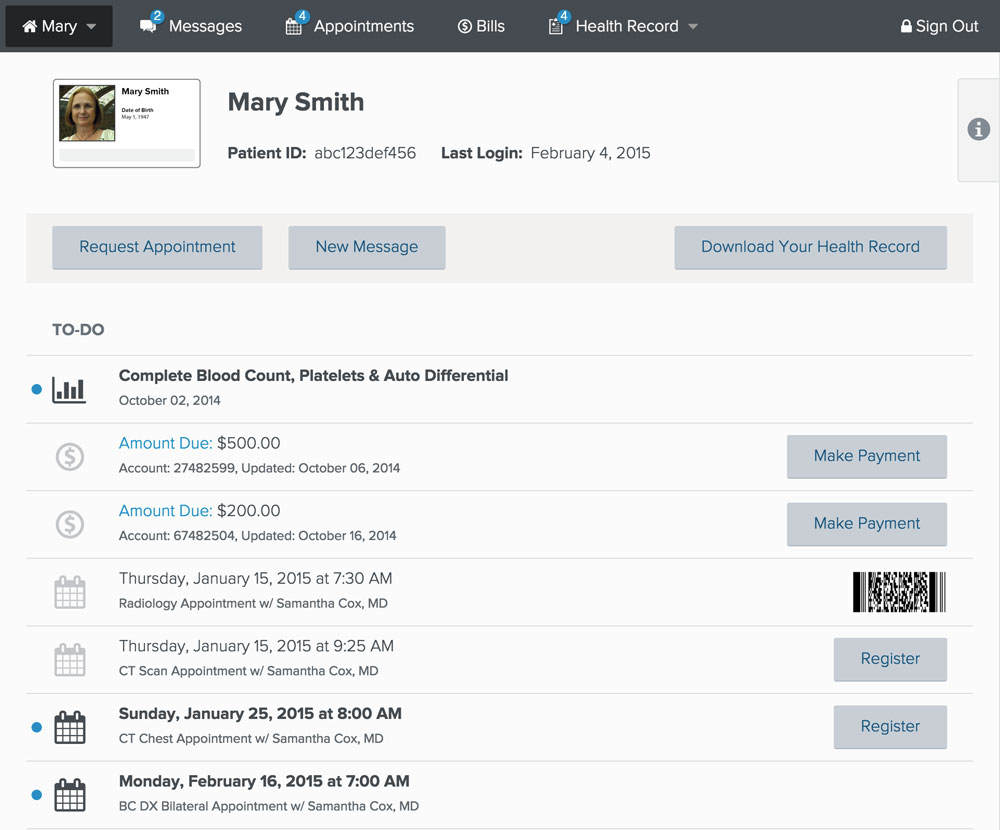 Mary
2
Messages
4
Appointments
Bills
4
Health Record
Sign Out
Mary Smith
Date of Birth
May 1, 1947
Mary Smith
Patient ID: abc123def456 Last Login: February 4, 2015
Request Appointment
New Message
Download Your Health Record
TO-DO
Complete Blood Count, Platelets & Auto Differential
October 02, 2014
Amount Due: $500.00
Account: 27482599, Updated: October 06, 2014
Make Payment
Amount Due: $200.00
Account: 67482504, Updated: October 16, 2014
Make Payment
Thursday, January 15, 2015 at 7:30 AM
Radiology Appointment w/ Samantha Cox, MD
Thursday, January 15, 2015 at 9:25 AM
CT Scan Appointment w/ Samantha Cox, MD
Register
Sunday, January 25, 2015 at 8:00 AM
CT Chest Appointment w/ Samantha Cox, MD
Register
Monday, February 16, 2015 at 7:00 AM
BC DX Bilateral Appointment w/ Samantha Cox, MD